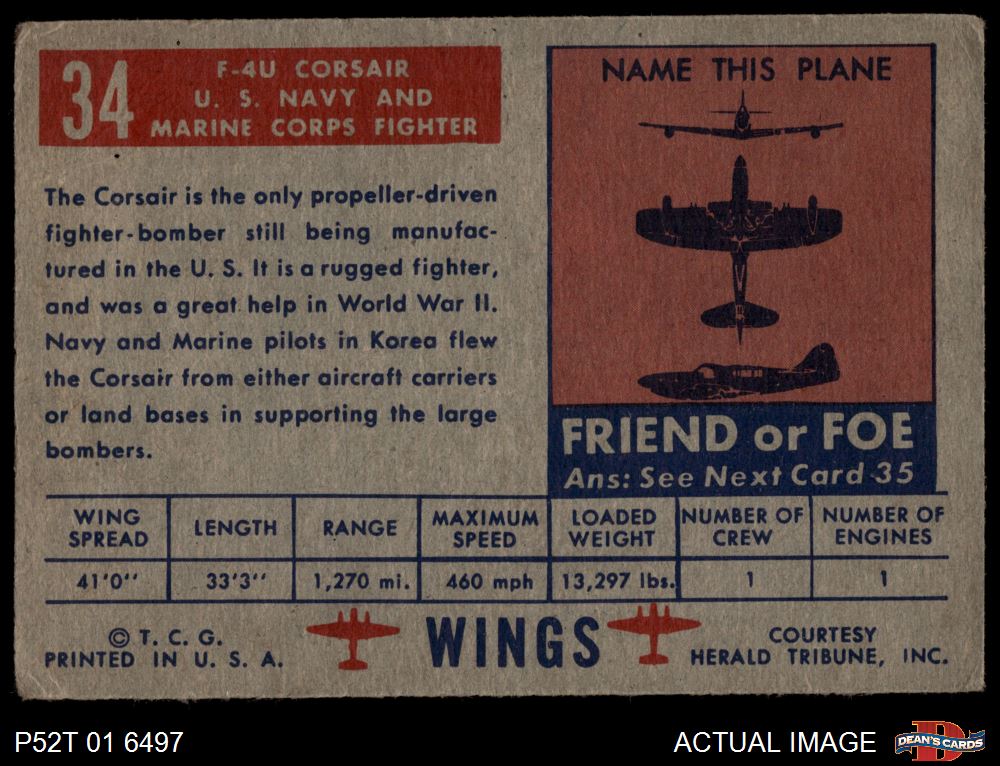 34
F-4U CORSAIR
U. S. NAVY AND
MARINE CORPS FIGHTER
The Corsair is the only propeller-driven
fighter-bomber still being manufac-
tured in the U. S. It is a rugged fighter,
and was a great help in World War II.
Navy and Marine pilots in Korea flew
the Corsair from either aircraft carriers
or land bases in supporting the large
bombers.
NAME THIS PLANE
FRIEND or FOE
Ans: See Next Card 35
WING SPREAD
LENGTH
RANGE
MAXIMUM SPEED
LOADED WEIGHT
NUMBER OF CREW
NUMBER OF ENGINES
41'0''
33'3''
1,270 mi.
460 mph
13,297 lbs.
1
1
© T. C. G.
PRINTED IN U. S. A.
WINGS
COURTESY
HERALD TRIBUNE, INC.
P52T 01 6497
ACTUAL IMAGE
D
DEAN'S CARDS